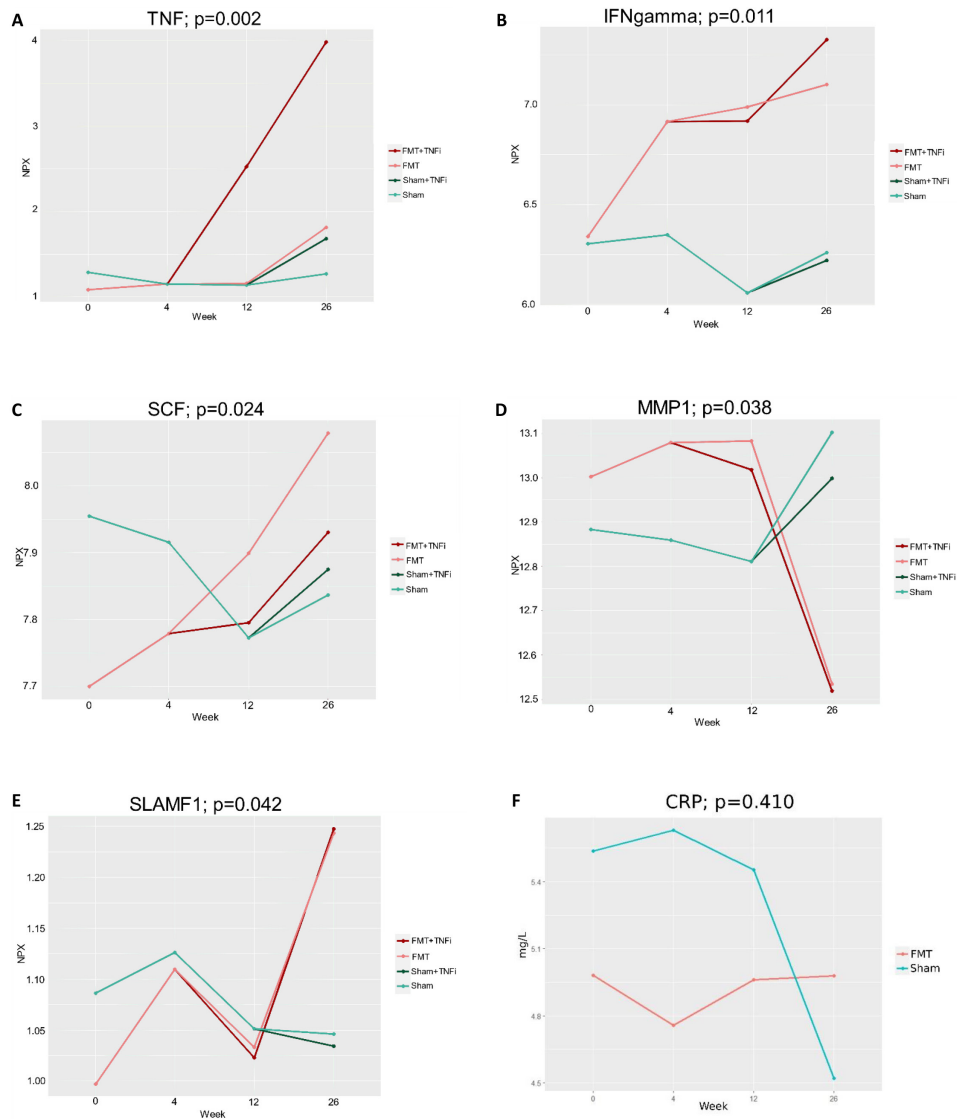 A
TNF; p=0.002
4
3
2
1
NPX
0
4
12
26
Week
FMT+TNFi
FMT
Sham+TNFi
Sham
B
IFNgamma; p=0.011
7.0
6.5
6.0
NPX
0
4
12
26
Week
FMT+TNFi
FMT
Sham+TNFi
Sham
C
SCF; p=0.024
8.0
7.9
7.8
7.7
NPX
0
4
12
26
Week
FMT+TNFi
FMT
Sham+TNFi
Sham
D
MMP1; p=0.038
13.1
13.0
12.9
12.8
12.7
12.6
12.5
NPX
0
4
12
26
Week
FMT+TNFi
FMT
Sham+TNFi
Sham
E
SLAMF1; p=0.042
1.25
1.20
1.15
1.10
1.05
1.00
NPX
0
4
12
26
Week
FMT+TNFi
FMT
Sham+TNFi
Sham
F
CRP; p=0.410
5.4
5.1
4.8
4.5
mg/L
0
4
12
26
Week
FMT
Sham